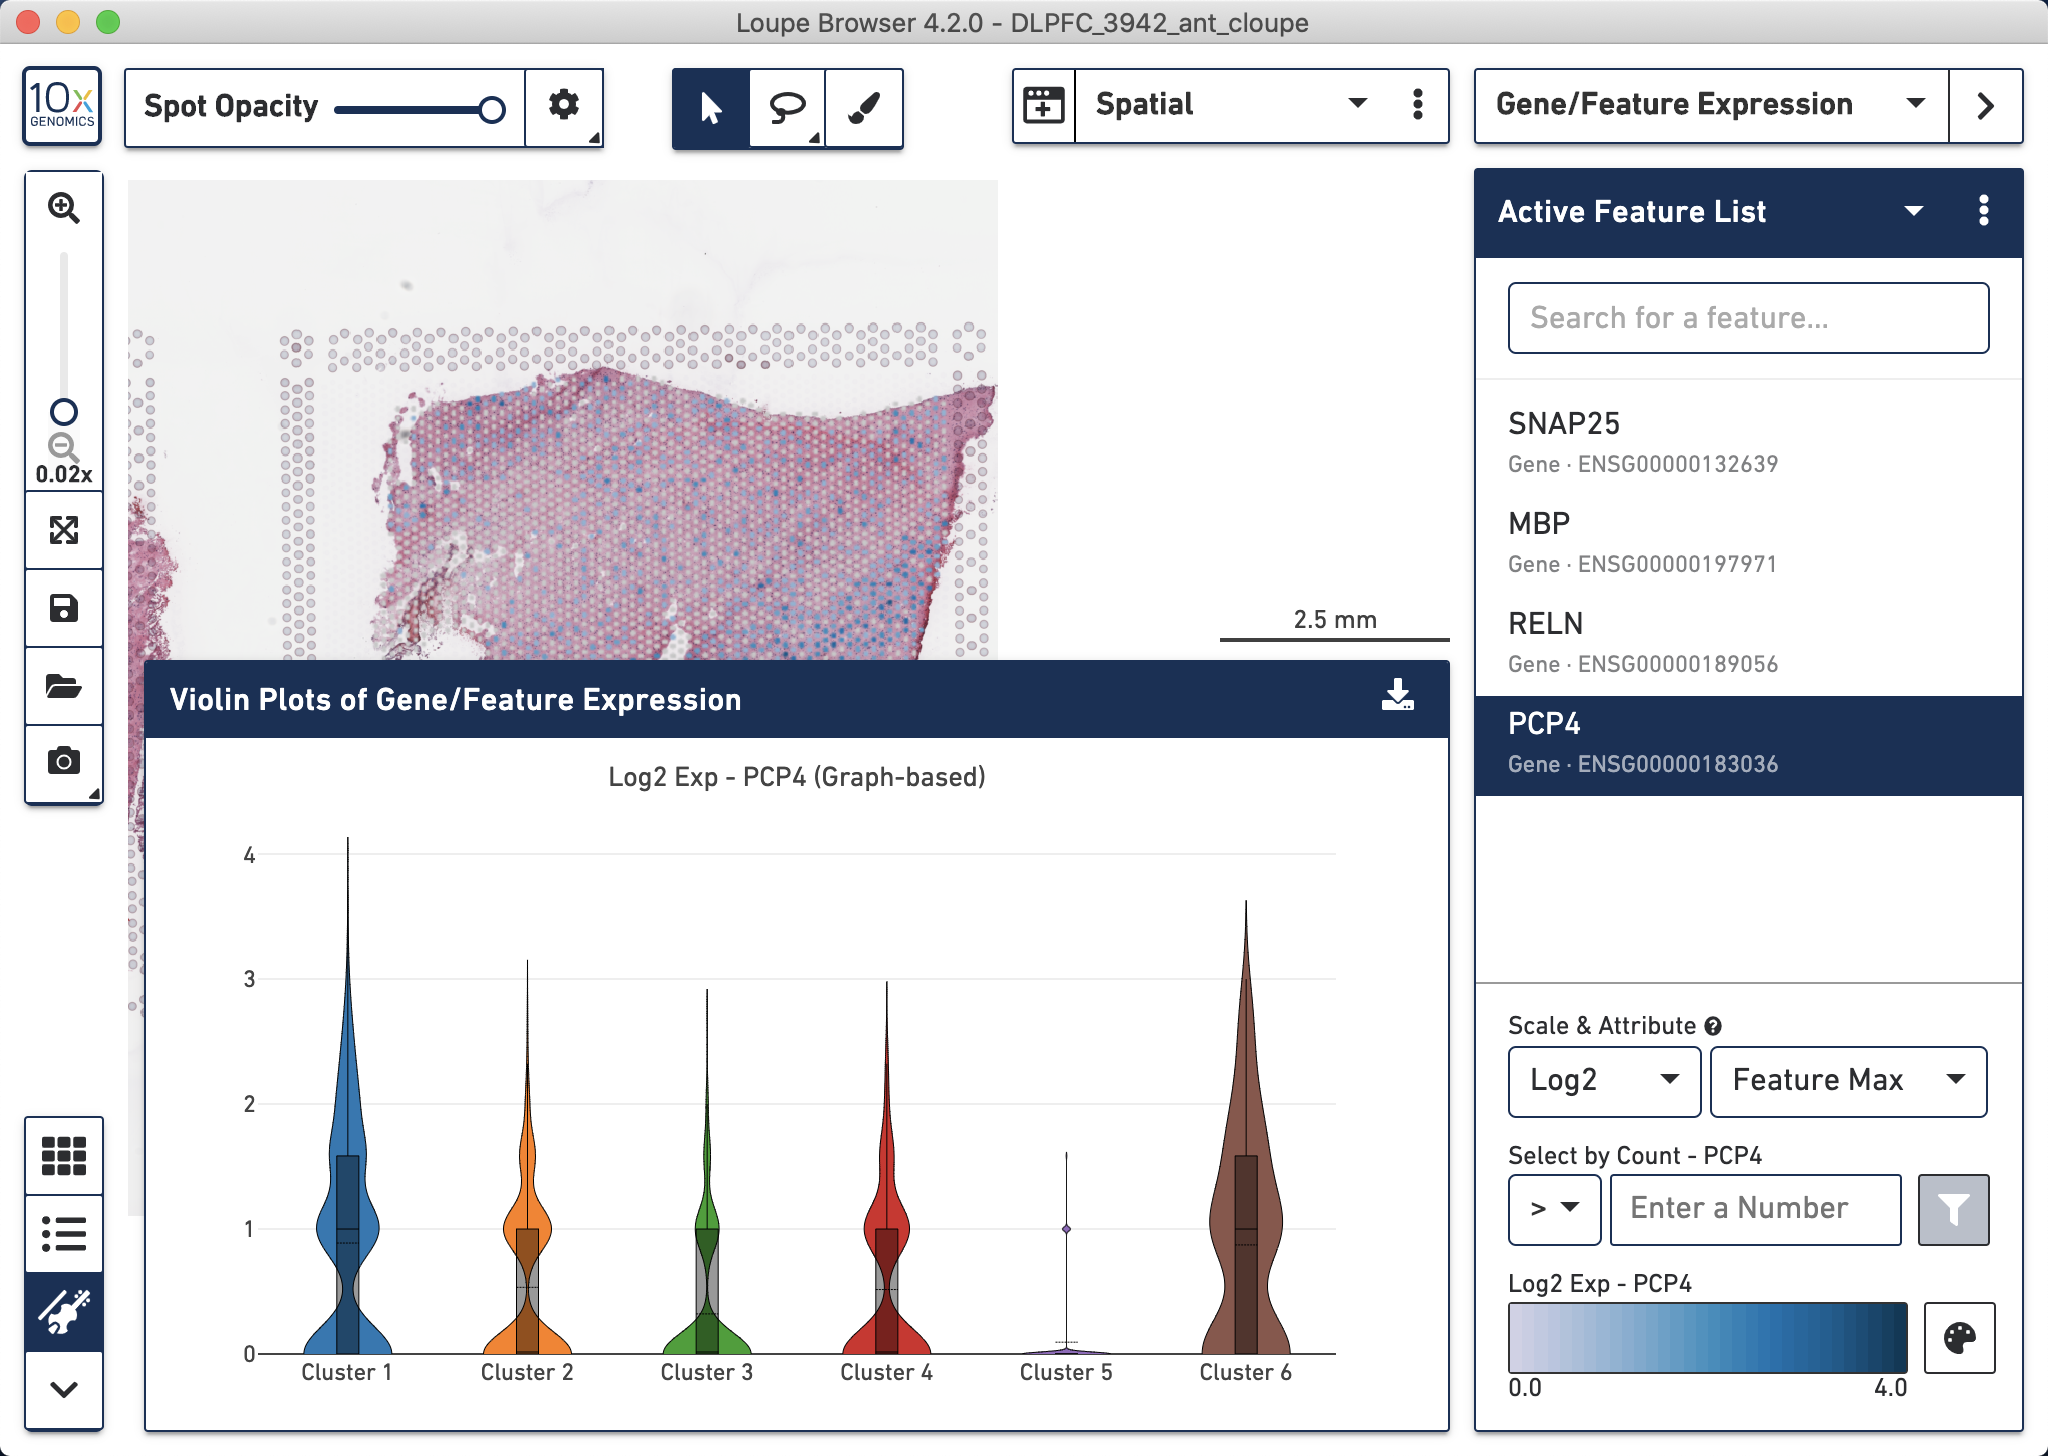 Loupe Browser 4.2.0 - DLPFC_3942_ant_cloupe
10x
GENOMICS
Spot Opacity
Spatial
Gene/Feature Expression
0.02x
2.5 mm
Active Feature List
Search for a feature...
SNAP25
Gene · ENSG00000132639
MBP
Gene · ENSG00000197971
RELN
Gene · ENSG00000189056
PCP4
Gene · ENSG00000183036
Violin Plots of Gene/Feature Expression
Log2 Exp - PCP4 (Graph-based)
4
3
2
1
0
Cluster 1
Cluster 2
Cluster 3
Cluster 4
Cluster 5
Cluster 6
Scale & Attribute ?
Log2
Feature Max
Select by Count - PCP4
>
Enter a Number
Log2 Exp - PCP4
0.0
4.0